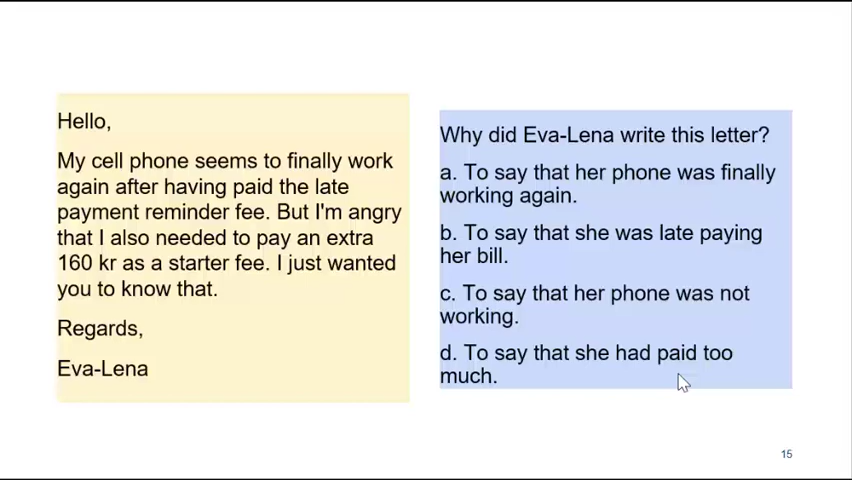 Hello,
My cell phone seems to finally work
again after having paid the late
payment reminder fee. But I'm angry
that I also needed to pay an extra
160 kr as a starter fee. I just wanted
you to know that.
Regards,
Eva-Lena
Why did Eva-Lena write this letter?
a. To say that her phone was finally
working again.
b. To say that she was late paying
her bill.
c. To say that her phone was not
working.
d. To say that she had paid too
much.
15